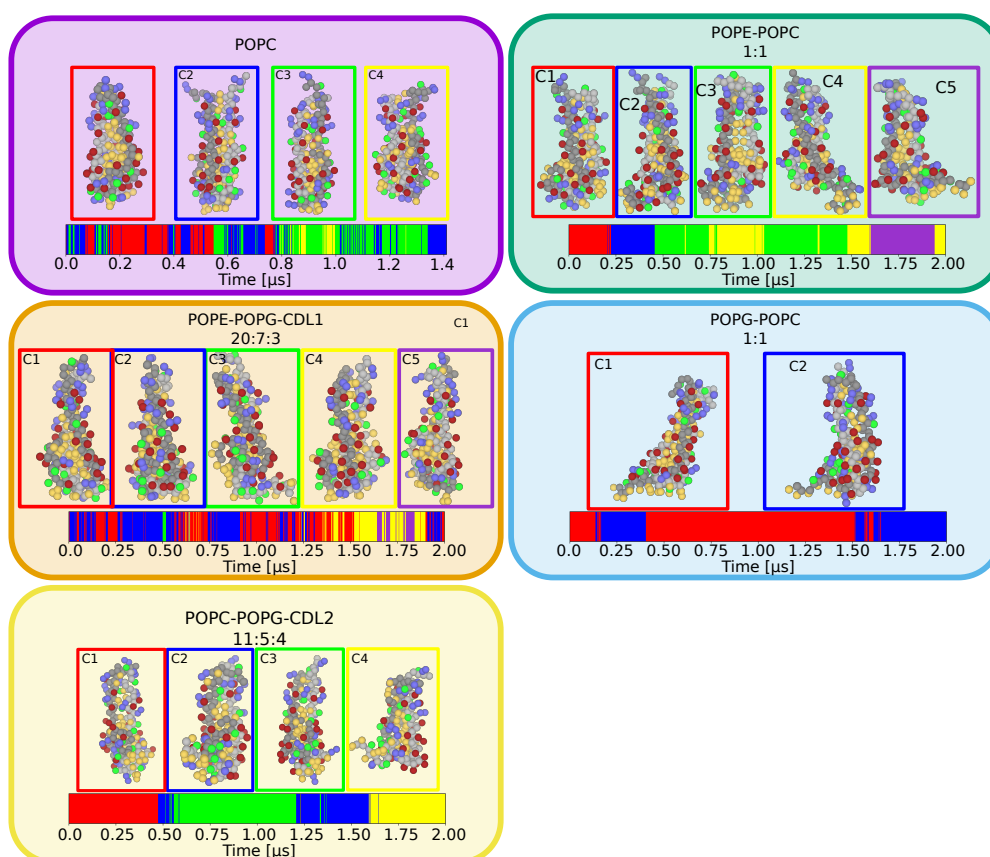 POPC
C2 C3 C4
0.0 0.2 0.4 0.6 0.8 1.0 1.2 1.4
Time [µs]
POPE-POPC
1:1
C1 C2 C3 C4 C5
0.0 0.25 0.50 0.75 1.00 1.25 1.50 1.75 2.00
Time [µs]
POPE-POPG-CDL1
20:7:3
C1
C1 C2 C3 C4 C5
0.0 0.25 0.50 0.75 1.00 1.25 1.50 1.75 2.00
Time [µs]
POPG-POPC
1:1
C1 C2
0.0 0.25 0.50 0.75 1.00 1.25 1.50 1.75 2.00
Time [µs]
POPC-POPG-CDL2
11:5:4
C1 C2 C3 C4
0.0 0.25 0.50 0.75 1.00 1.25 1.50 1.75 2.00
Time [µs]